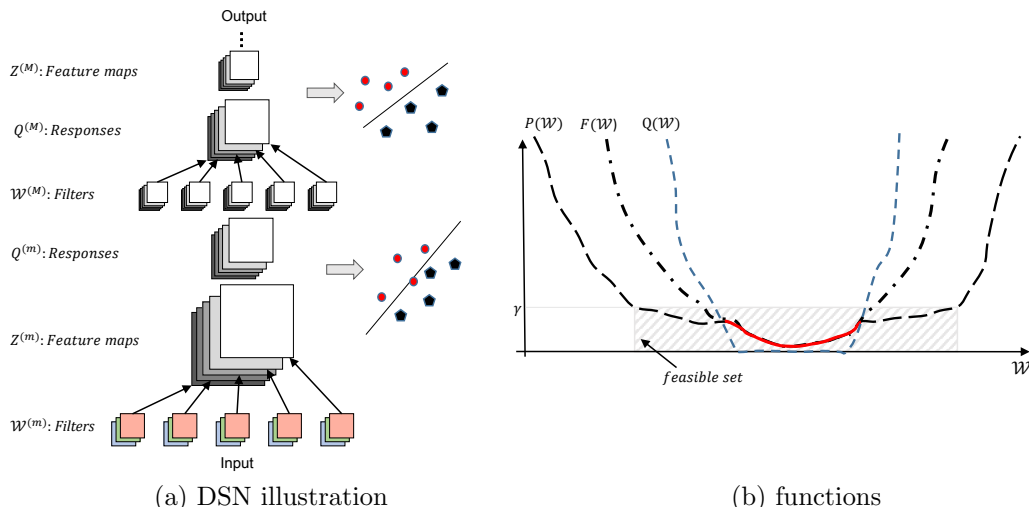 Output
Z^(M): Feature maps
Q^(M): Responses
W^(M): Filters
Q^(m): Responses
Z^(m): Feature maps
W^(m): Filters
Input
(a) DSN illustration
P(W) F(W) Q(W)
γ
W
feasible set
(b) functions